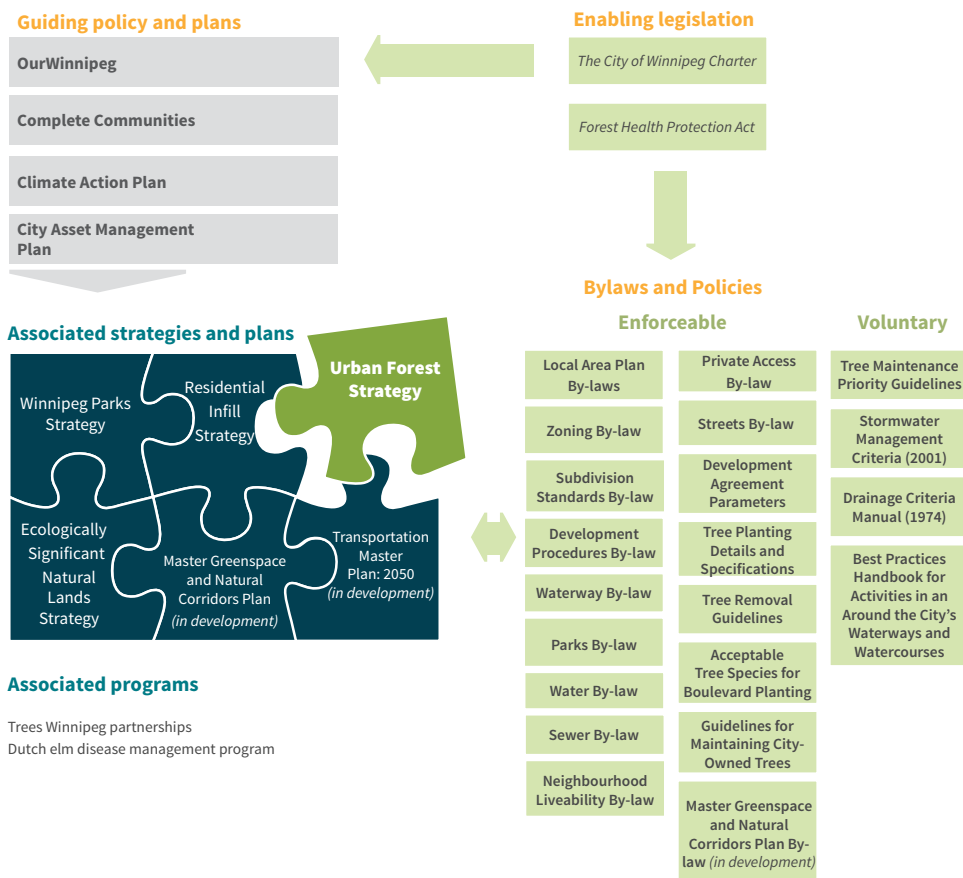 Guiding policy and plans
OurWinnipeg
Complete Communities
Climate Action Plan
City Asset Management
Plan
Enabling legislation
The City of Winnipeg Charter
Forest Health Protection Act
Associated strategies and plans
Winnipeg Parks
Strategy
Residential
Infill
Strategy
Urban Forest
Strategy
Ecologically
Significant
Natural
Lands
Strategy
Master Greenspace
and Natural
Corridors Plan
(in development)
Transportation
Master
Plan: 2050
(in development)
Associated programs
Trees Winnipeg partnerships
Dutch elm disease management program
Bylaws and Policies
Enforceable
Local Area Plan
By-laws
Zoning By-law
Subdivision
Standards By-law
Development
Procedures By-law
Waterway By-law
Parks By-law
Water By-law
Sewer By-law
Neighbourhood
Liveability By-law
Private Access
By-law
Streets By-law
Development
Agreement
Parameters
Tree Planting
Details and
Specifications
Tree Removal
Guidelines
Acceptable
Tree Species for
Boulevard Planting
Guidelines for
Maintaining City-
Owned Trees
Master Greenspace
and Natural
Corridors Plan By-
law (in development)
Voluntary
Tree Maintenance
Priority Guidelines
Stormwater
Management
Criteria (2001)
Drainage Criteria
Manual (1974)
Best Practices
Handbook for
Activities in an
Around the City's
Waterways and
Watercourses